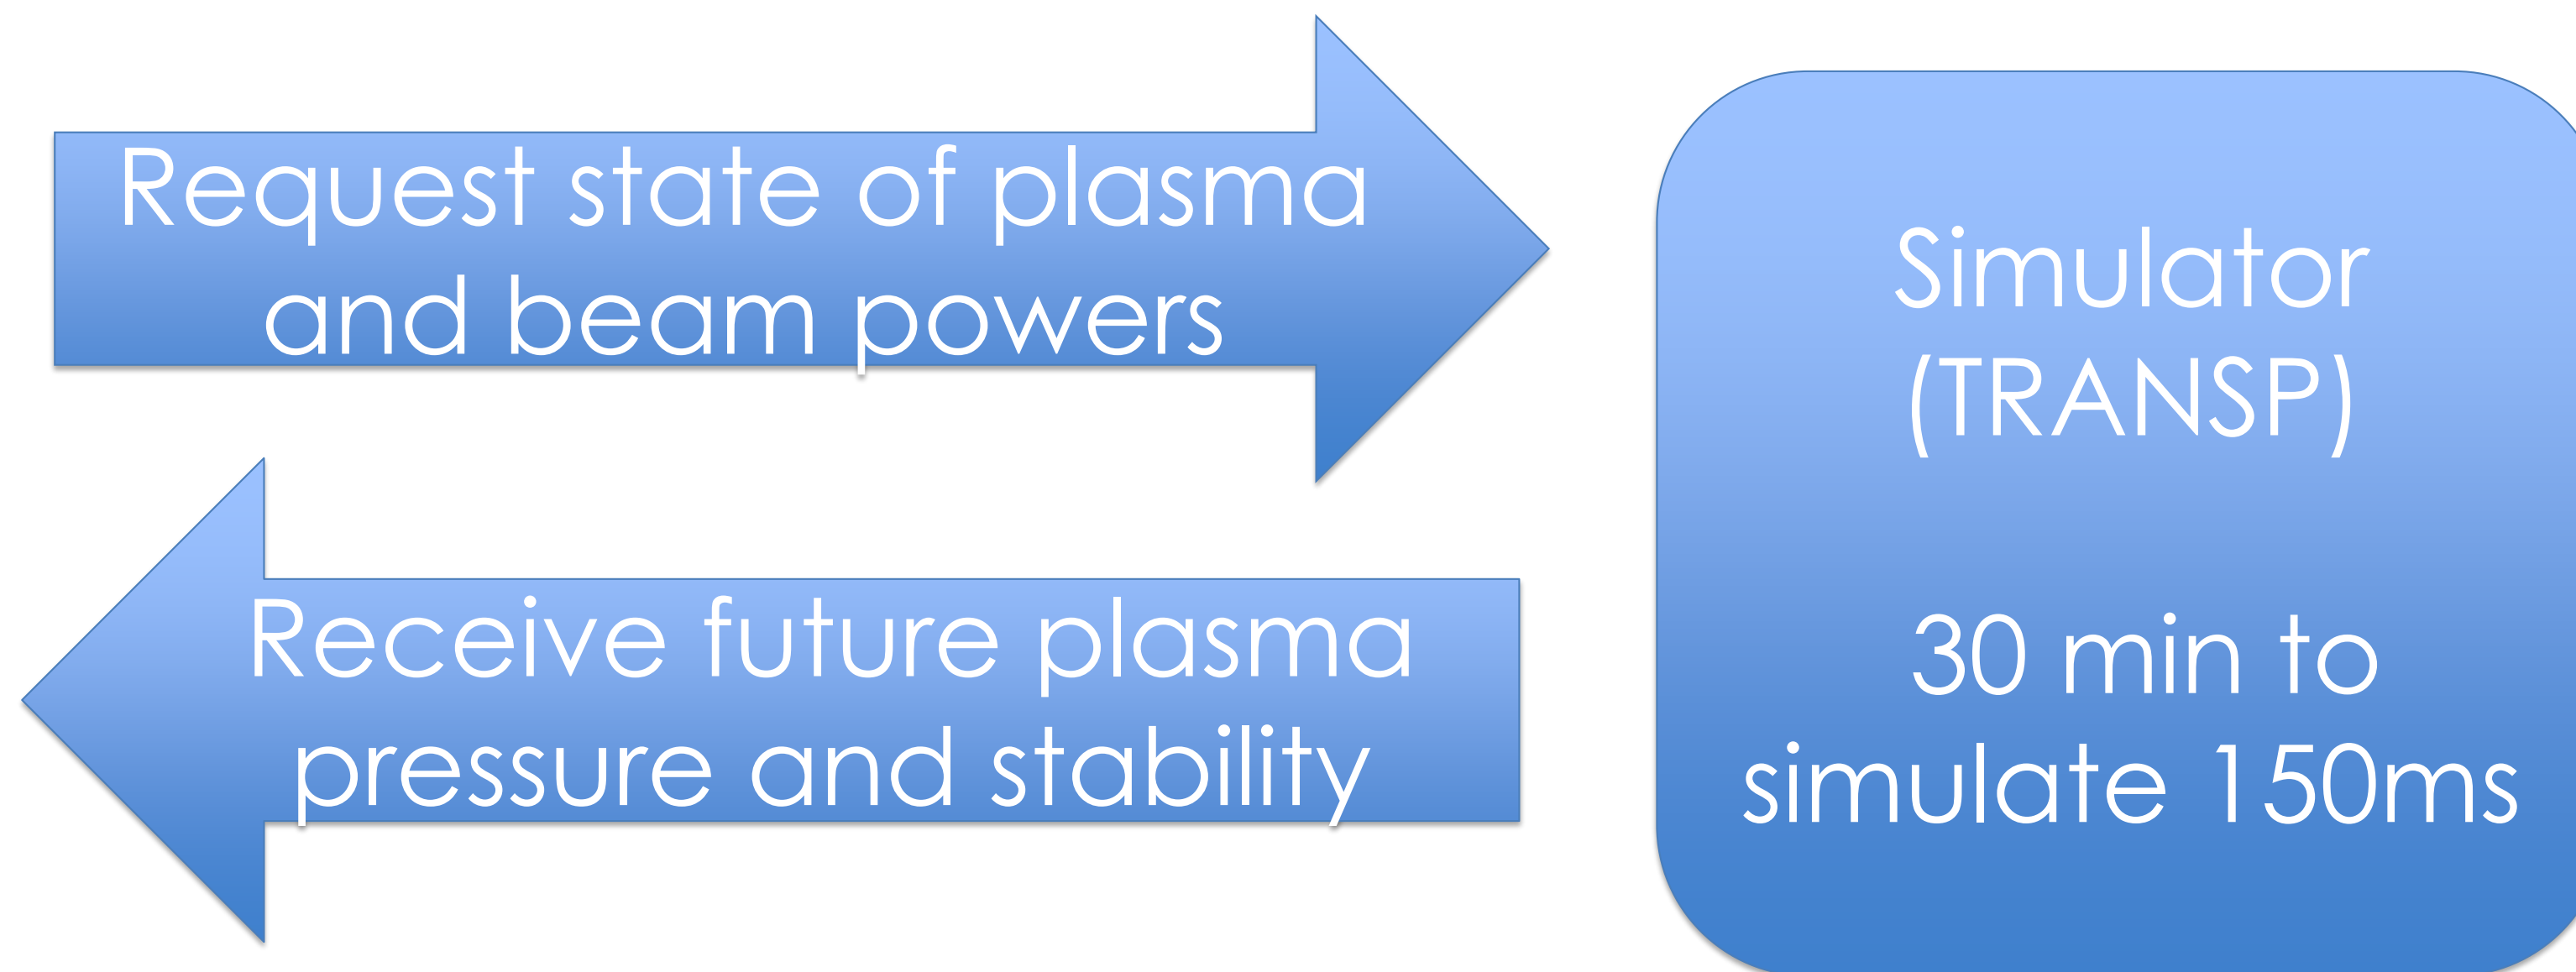 Request state of plasma
and beam powers
Receive future plasma
pressure and stability
Simulator
(TRANSP)
30 min to
simulate 150ms